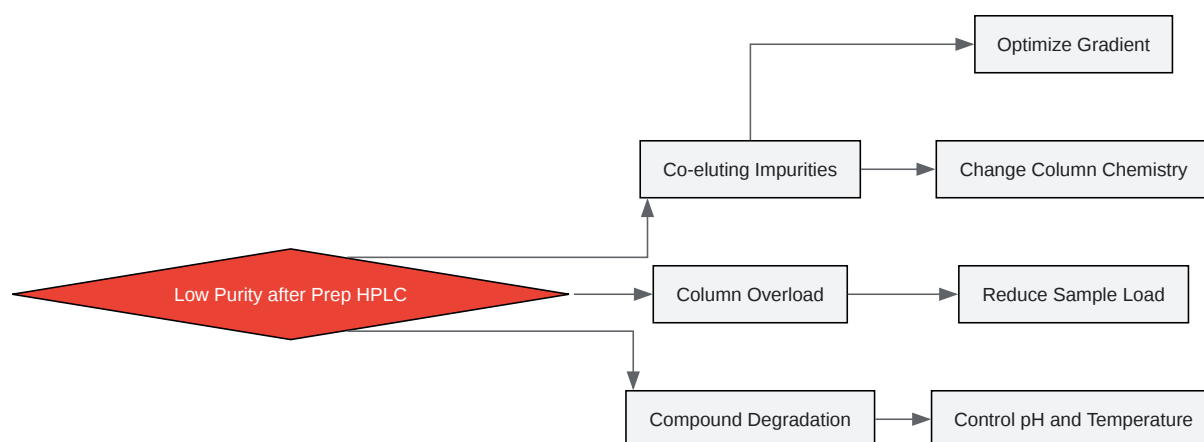 Optimize Gradient
Co-eluting Impurities
Change Column Chemistry
Low Purity after Prep HPLC
Column Overload
Reduce Sample Load
Compound Degradation
Control pH and Temperature